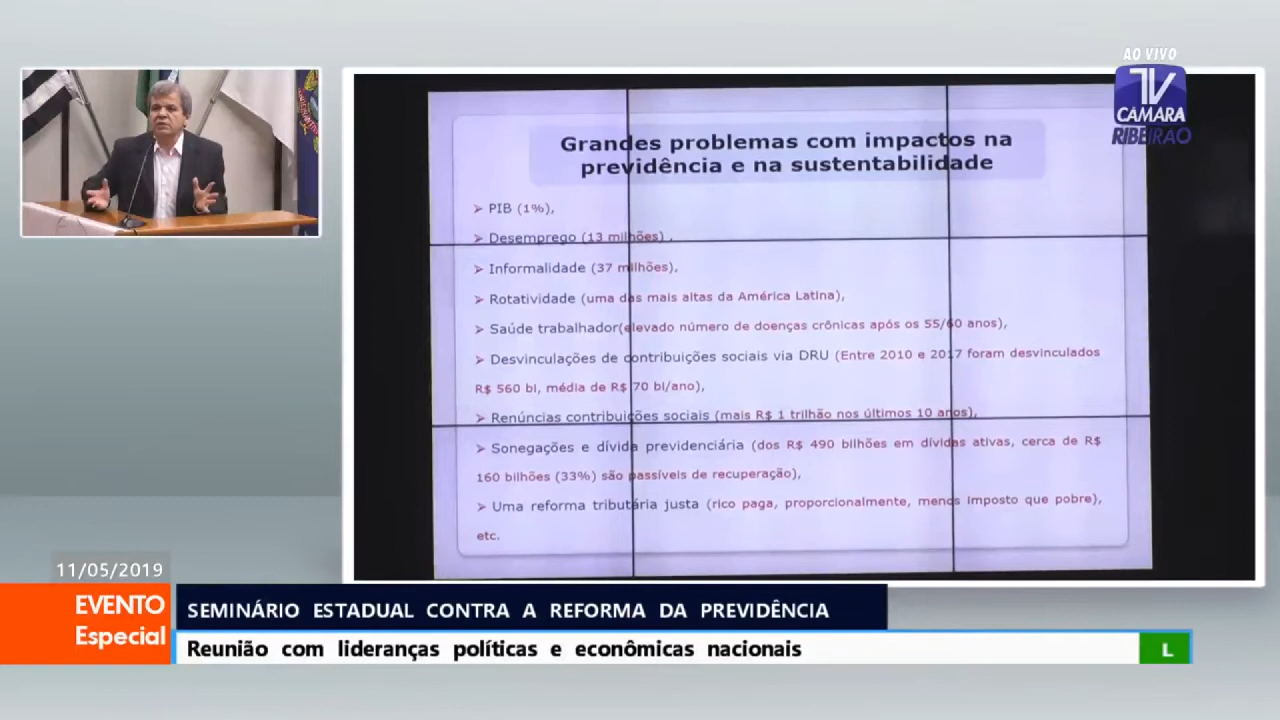 AO VIVO
TV
CÂMARA
RIBEIRÃO
Grandes problemas com impactos na
previdência e na sustentabilidade
➢ PIB (1%),
➢ Desemprego (13 milhões) ,
➢ Informalidade (37 milhões),
➢ Rotatividade (uma das mais altas da América Latina),
➢ Saúde trabalhador(elevado número de doenças crônicas após os 55/60 anos),
➢ Desvinculações de contribuições sociais via DRU (Entre 2010 e 2017 foram desvinculados
R$ 560 bi, média de R$ 70 bi/ano),
➢ Renúncias contribuições sociais (mais R$ 1 trilhão nos últimos 10 anos),
➢ Sonegações e dívida previdenciária (dos R$ 490 bilhões em dívidas ativas, cerca de R$
160 bilhões (33%) são passíveis de recuperação),
➢ Uma reforma tributária justa (rico paga, proporcionalmente, menos imposto que pobre),
etc.
11/05/2019
EVENTO
Especial
SEMINÁRIO ESTADUAL CONTRA A REFORMA DA PREVIDÊNCIA
Reunião com lideranças políticas e econômicas nacionais
L